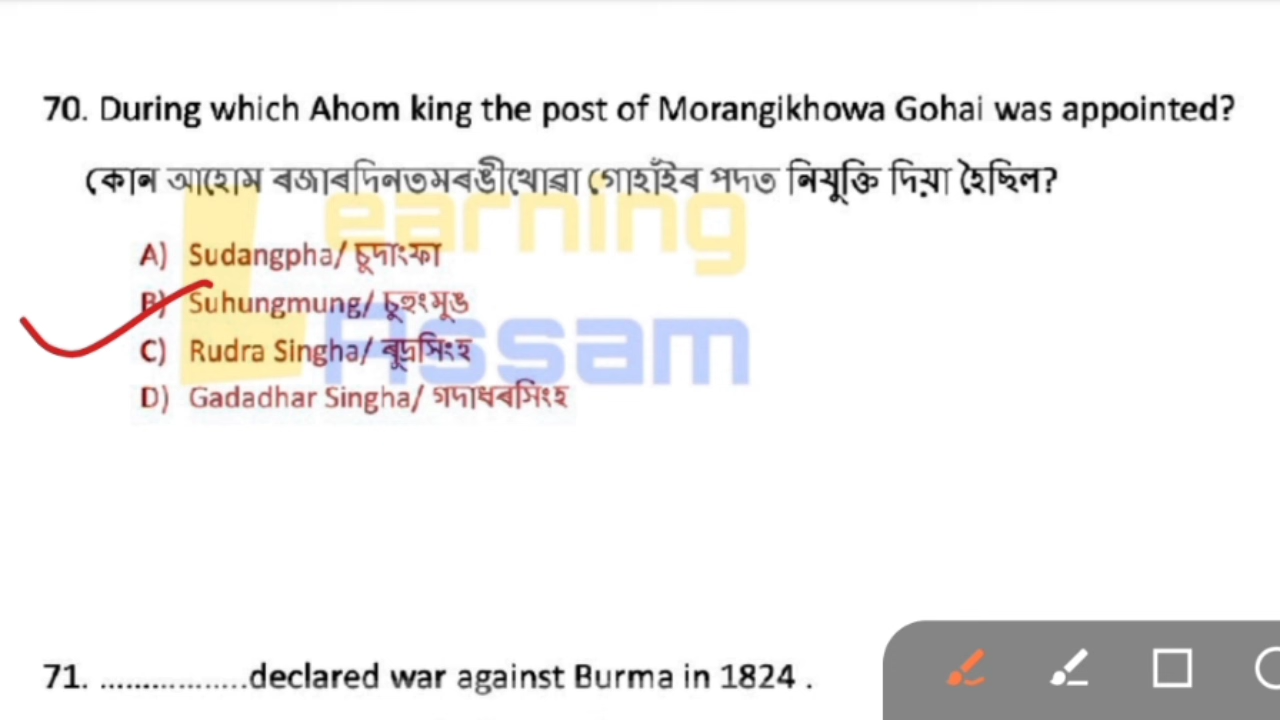 70. During which Ahom king the post of Morangikhowa Gohai was appointed?
কোন আহোম ৰজাৰদিনতমৰঙীখোৱা গোহাঁইৰ পদত নিযুক্তি দিয়া হৈছিল?
A) Sudangpha/ চুদাংফা
B) Suhungmung/ চুহুংমুঙ
C) Rudra Singha/ ৰুদ্ৰসিংহ
D) Gadadhar Singha/ গদাধৰসিংহ
Learning
Assam
71. .................declared war against Burma in 1824 .